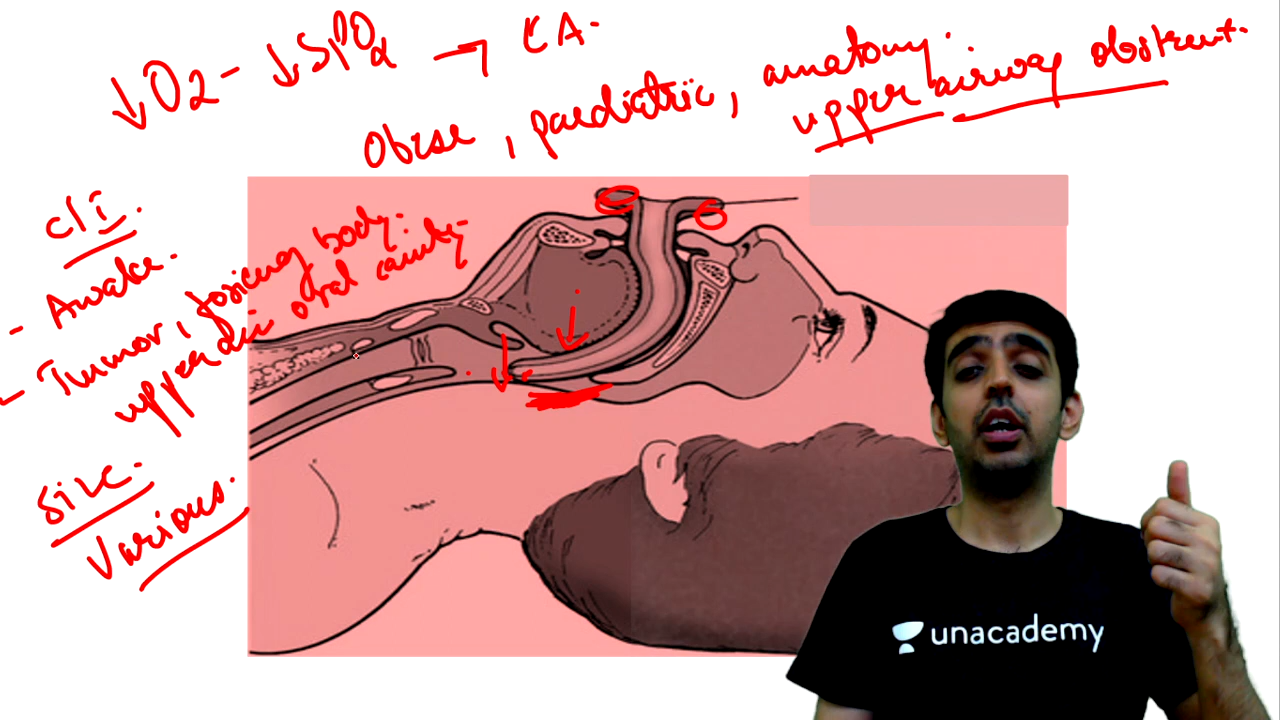 ↓O2 - ↓SPO2 → CA.
Obese, paediatric, anatomy.
upper airway obstruct.
C/I.
- Awake.
- Tumor, foreign body.
upper oral cavity
Size.
Various.
unacademy